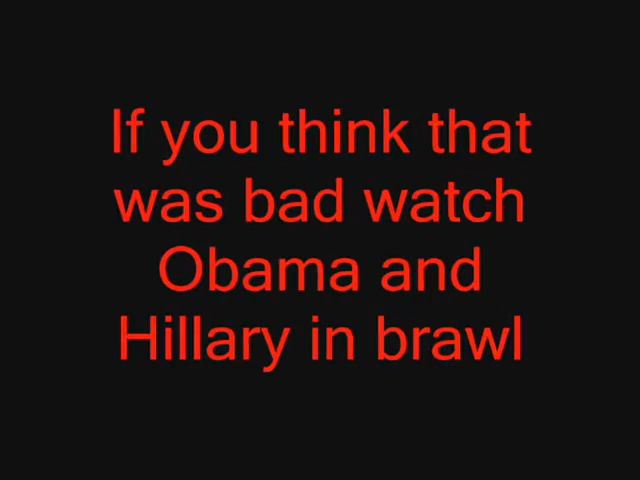 If you think that
was bad watch
Obama and
Hillary in brawl